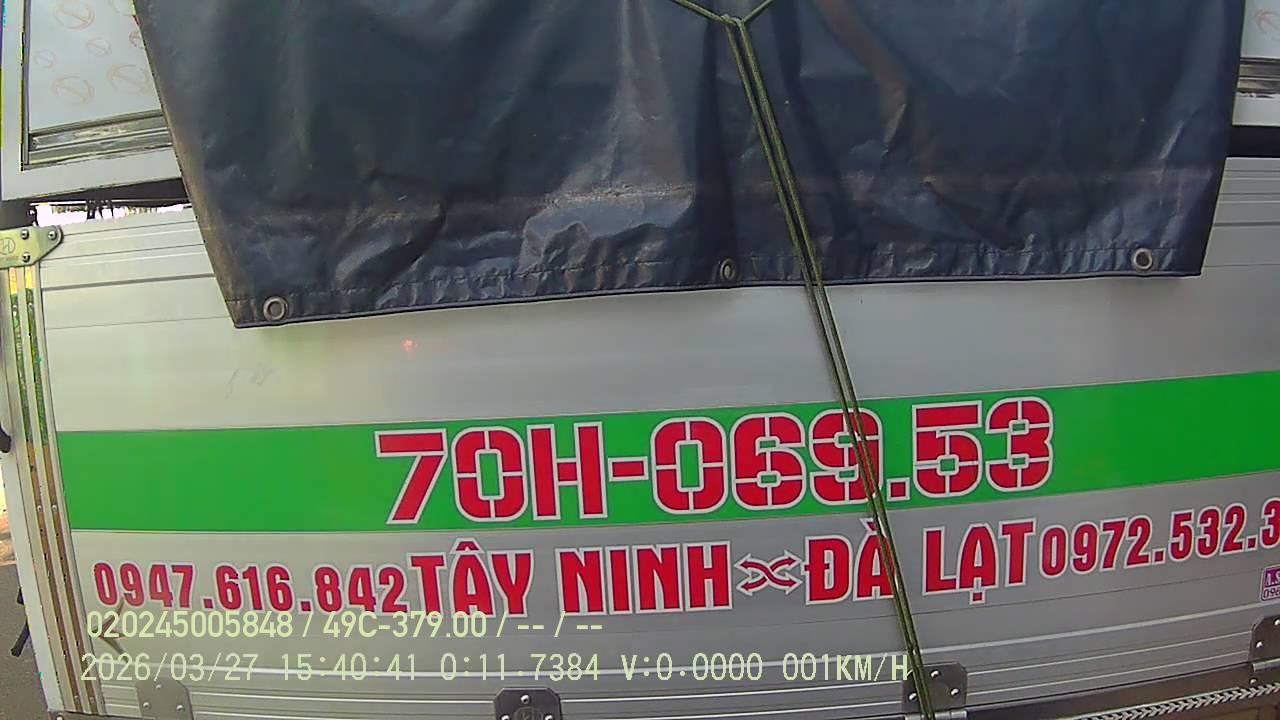 70H-069.53
0947.616.842 TÂY NINH ĐÀ LẠT 0972.532.3
020245005848 / 49C-379.00 / -- / --
2026/03/27 15:40:41 0:11.7384 V:0.0000 001KM/H